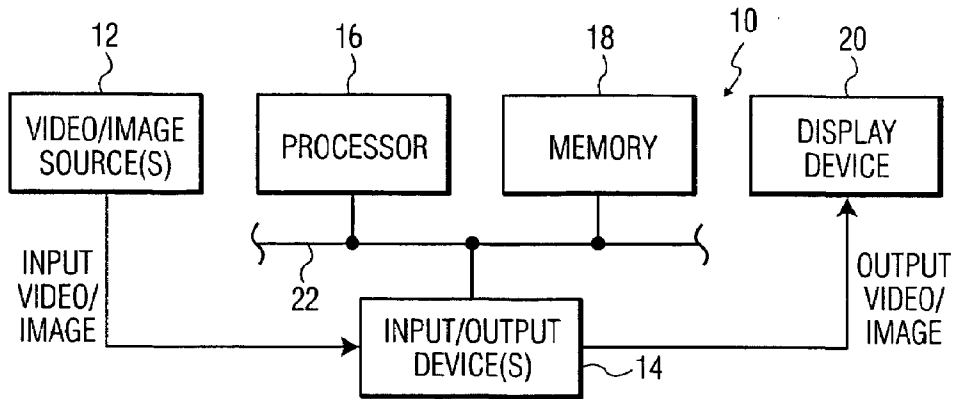 12
16
18
10
20
VIDEO/IMAGE
SOURCE(S)
PROCESSOR
MEMORY
DISPLAY
DEVICE
INPUT
VIDEO/
IMAGE
22
OUTPUT
VIDEO/
IMAGE
INPUT/OUTPUT
DEVICE(S)
14